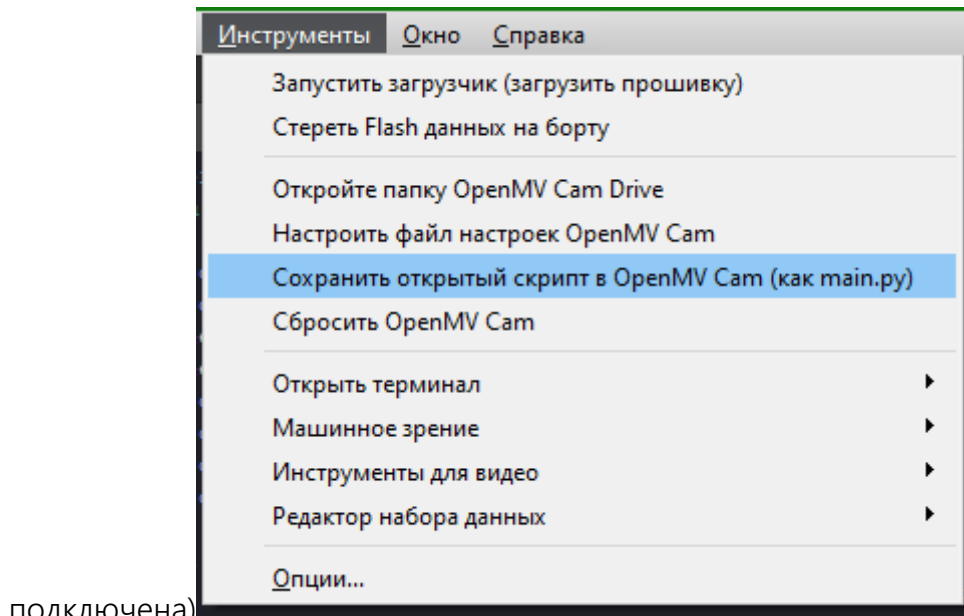 Инструменты Окно Справка
Запустить загрузчик (загрузить прошивку)
Стереть Flash данных на борту
Откройте папку OpenMV Cam Drive
Настроить файл настроек OpenMV Cam
Сохранить открытый скрипт в OpenMV Cam (как main.py)
Сбросить OpenMV Cam
Открыть терминал
Машинное зрение
Инструменты для видео
Редактор набора данных
Опции...
подключена)